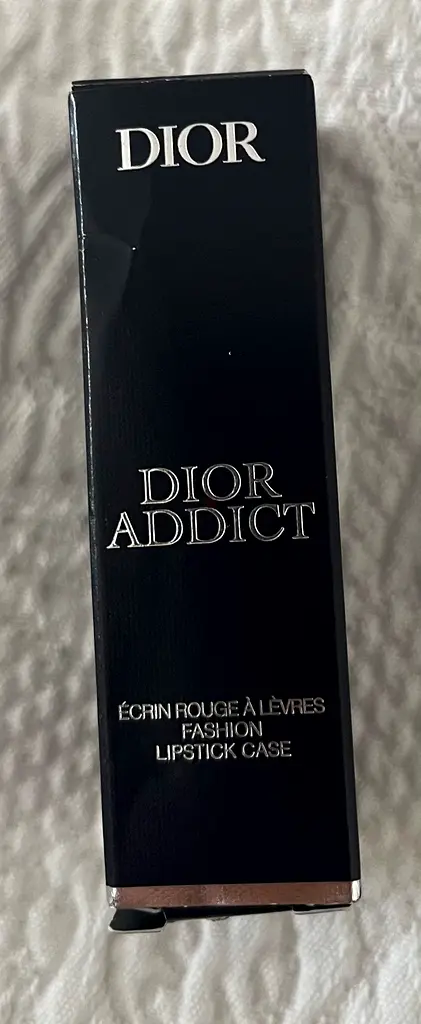 DIOR
DIOR
ADDICT
ÉCRIN ROUGE À LÈVRES
FASHION
LIPSTICK CASE